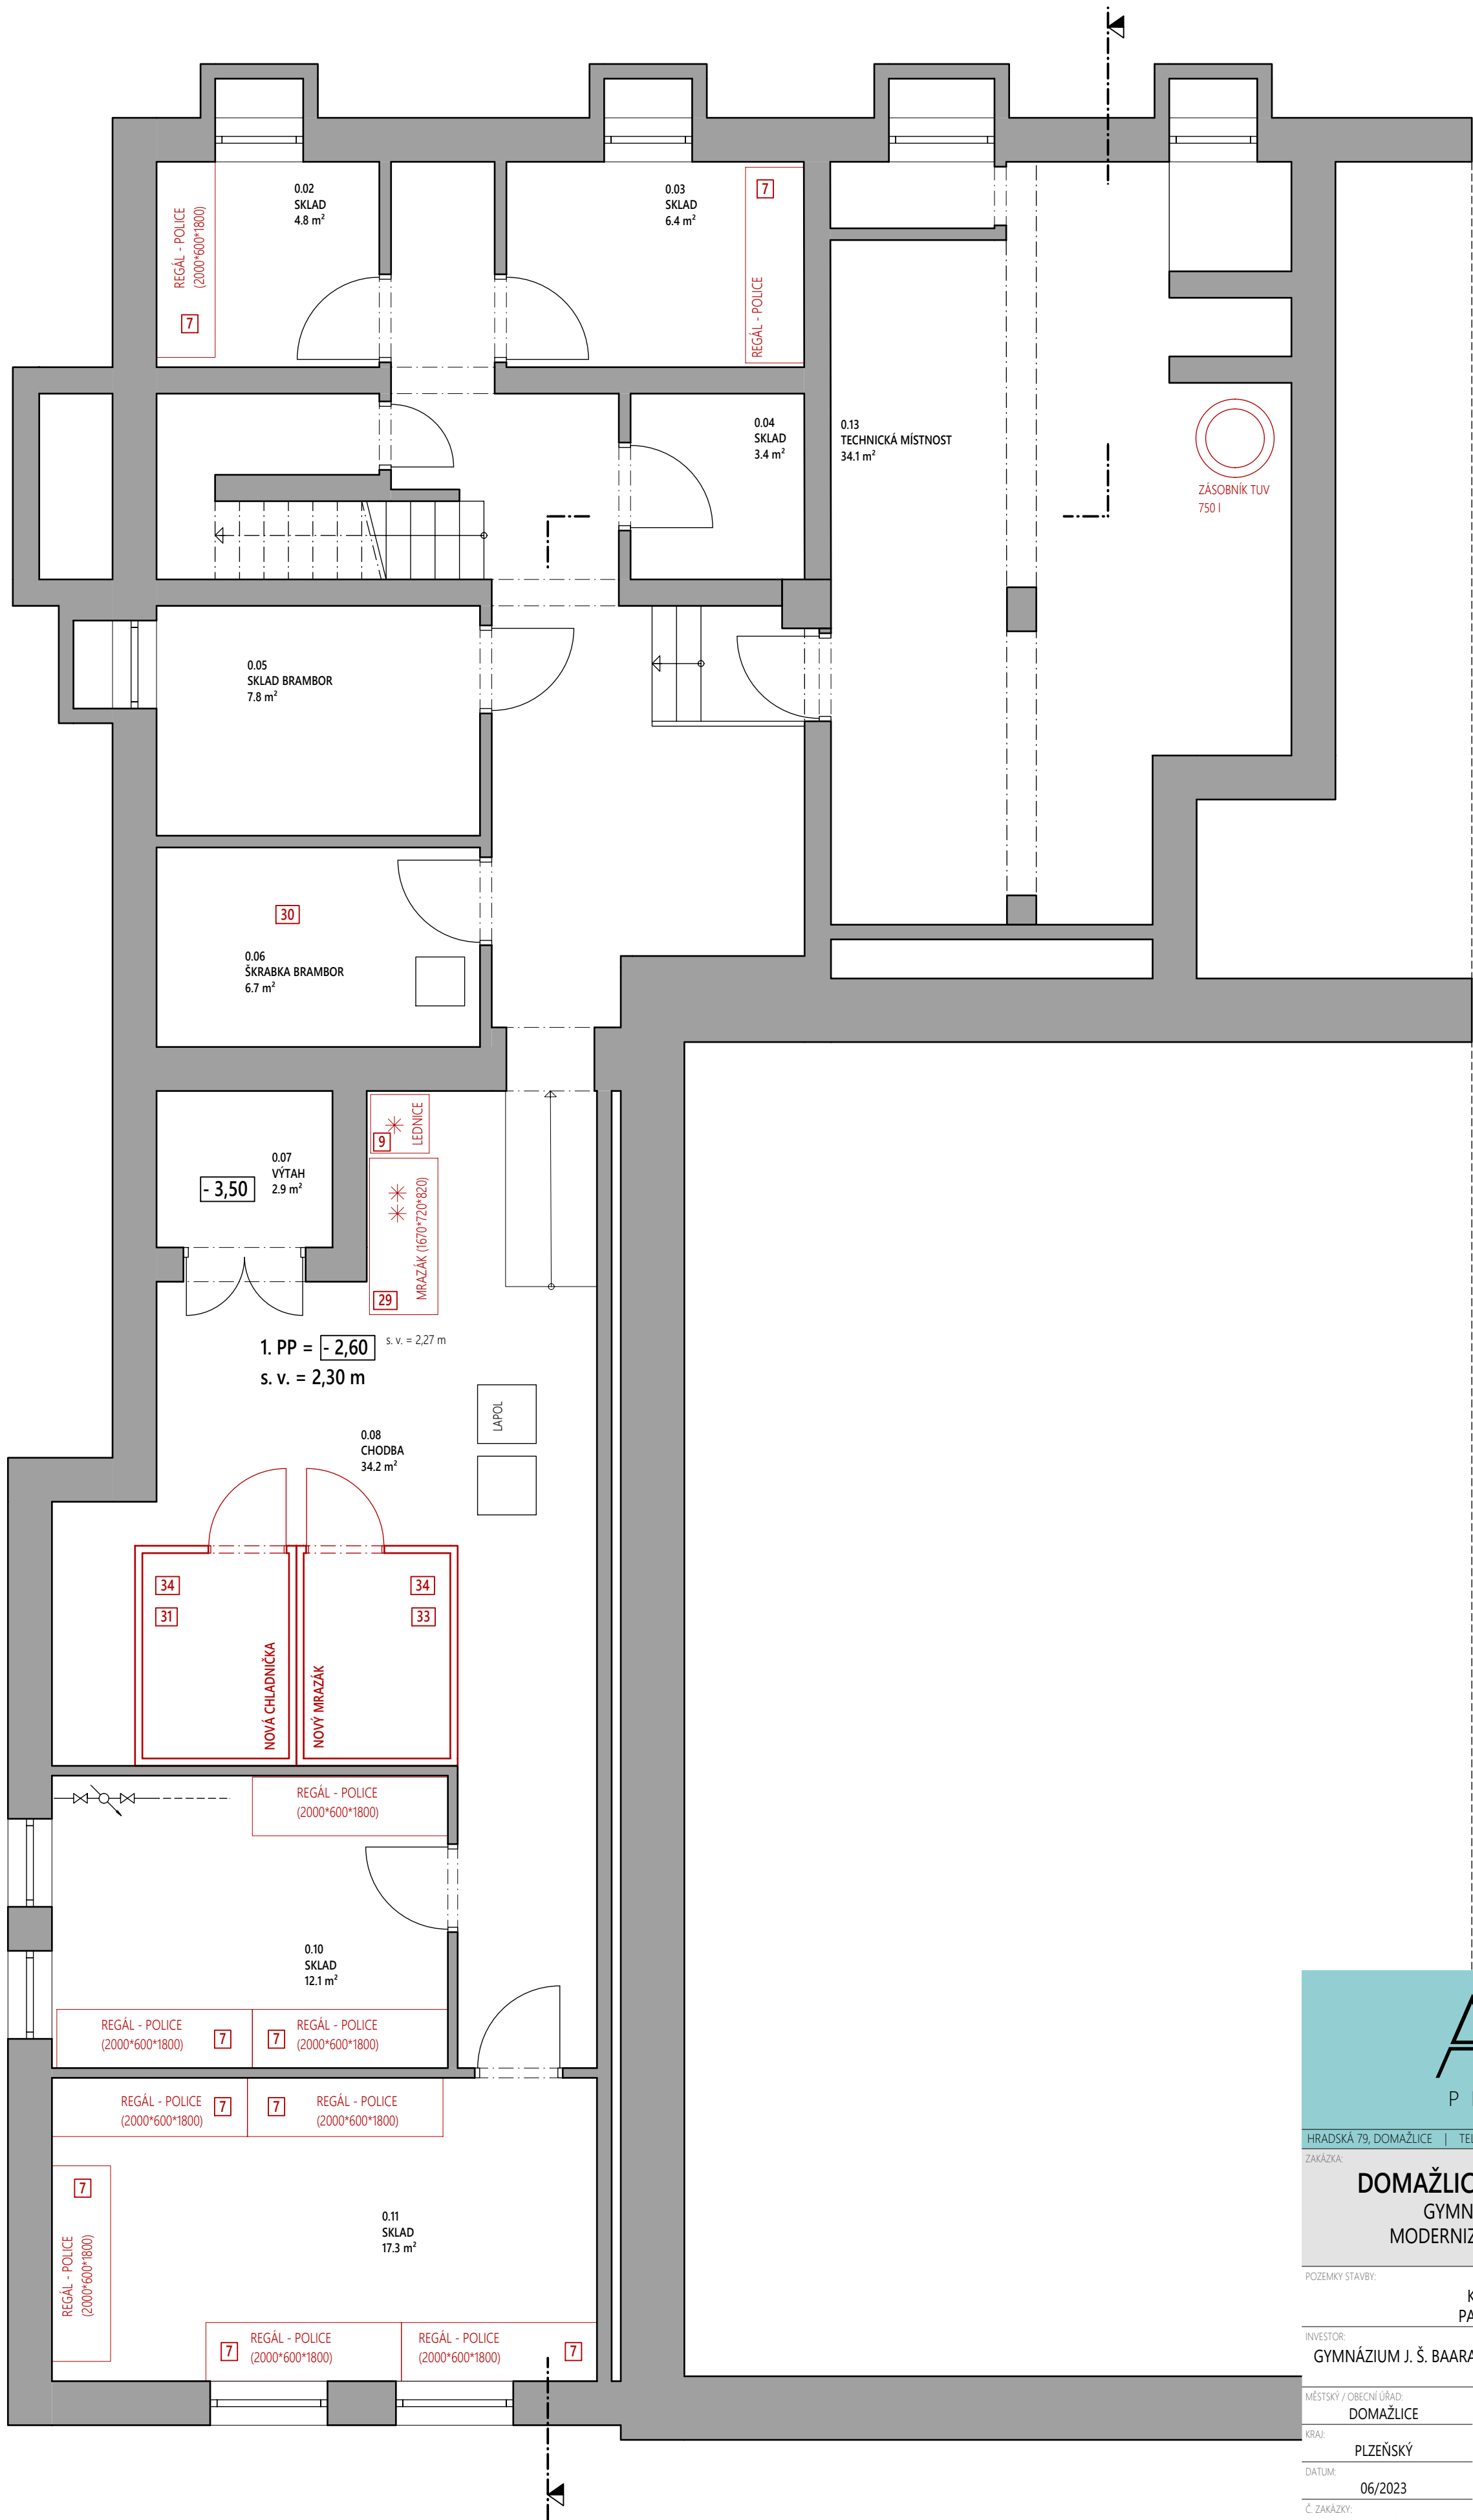 0.02
SKLAD
4.8 m²
REGÁL - POLICE
(2000*600*1800)
7
0.03
SKLAD
6.4 m²
7
REGÁL - POLICE
0.04
SKLAD
3.4 m²
0.13
TECHNICKÁ MÍSTNOST
34.1 m²
ZÁSOBNÍK TUV
750 l
0.05
SKLAD BRAMBOR
7.8 m²
30
0.06
ŠKRABKA BRAMBOR
6.7 m²
9
LEDNICE
0.07
VÝTAH
2.9 m²
- 3,50
MRAZÁK (1670*720*820)
29
1. PP = - 2,60
s. v. = 2,27 m
s. v. = 2,30 m
LAPOL
0.08
CHODBA
34.2 m²
34
31
NOVÁ CHLADNIČKA
34
33
NOVÝ MRAZÁK
REGÁL - POLICE
(2000*600*1800)
0.10
SKLAD
12.1 m²
REGÁL - POLICE
(2000*600*1800)
7
7
REGÁL - POLICE
(2000*600*1800)
REGÁL - POLICE
(2000*600*1800)
7
7
REGÁL - POLICE
(2000*600*1800)
7
REGÁL - POLICE
(2000*600*1800)
0.11
SKLAD
17.3 m²
7
REGÁL - POLICE
(2000*600*1800)
REGÁL - POLICE
(2000*600*1800)
7
P
HRADSKÁ 79, DOMAŽLICE | TEL
ZAKÁZKA:
DOMAŽLIC
GYMN
MODERNIZ
POZEMKY STAVBY:
K
PA
INVESTOR:
GYMNÁZIUM J. Š. BAARA
MĚSTSKÝ / OBECNÍ ÚŘAD:
DOMAŽLICE
KRAJ:
PLZEŇSKÝ
DATUM:
06/2023
Č. ZAKÁZKY: